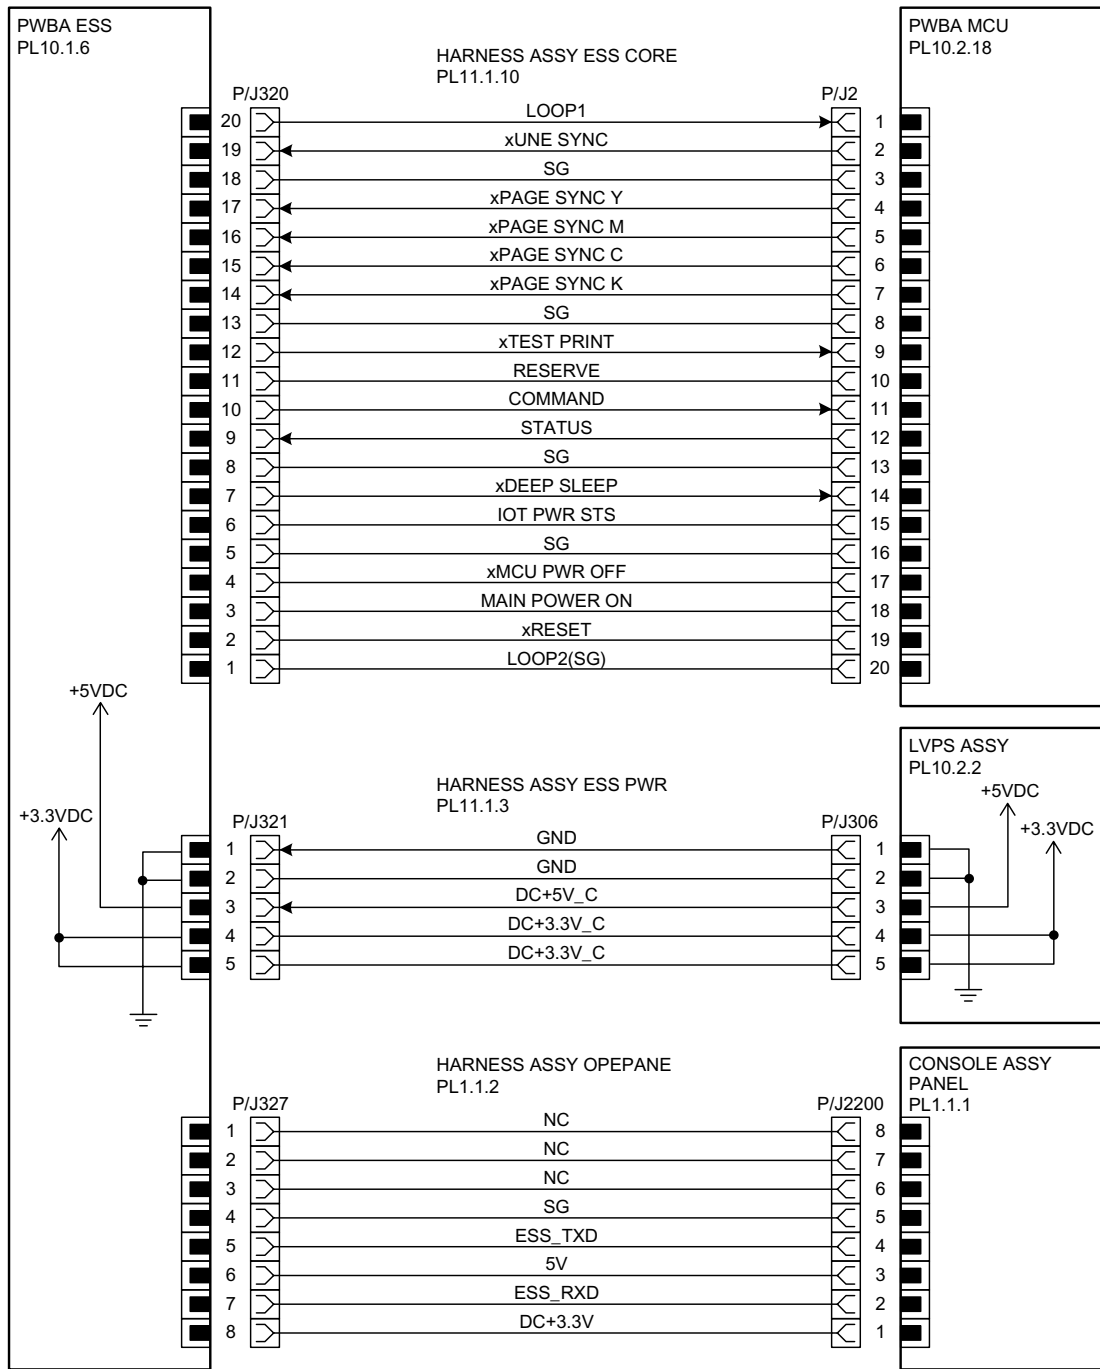 PWBA ESS
PL10.1.6
PWBA MCU
PL10.2.18
HARNESS ASSY ESS CORE
PL11.1.10
P/J320
P/J2
20 LOOP1 1
19 xUNE SYNC 2
18 SG 3
17 xPAGE SYNC Y 4
16 xPAGE SYNC M 5
15 xPAGE SYNC C 6
14 xPAGE SYNC K 7
13 SG 8
12 xTEST PRINT 9
11 RESERVE 10
10 COMMAND 11
9 STATUS 12
8 SG 13
7 xDEEP SLEEP 14
6 IOT PWR STS 15
5 SG 16
4 xMCU PWR OFF 17
3 MAIN POWER ON 18
2 xRESET 19
1 LOOP2(SG) 20
+5VDC
+3.3VDC
LVPS ASSY
PL10.2.2
+5VDC
+3.3VDC
HARNESS ASSY ESS PWR
PL11.1.3
P/J321
P/J306
1 GND 1
2 GND 2
3 DC+5V_C 3
4 DC+3.3V_C 4
5 DC+3.3V_C 5
HARNESS ASSY OPEPANE
PL1.1.2
CONSOLE ASSY
PANEL
PL1.1.1
P/J327
P/J2200
1 NC 8
2 NC 7
3 NC 6
4 SG 5
5 ESS_TXD 4
6 5V 3
7 ESS_RXD 2
8 DC+3.3V 1